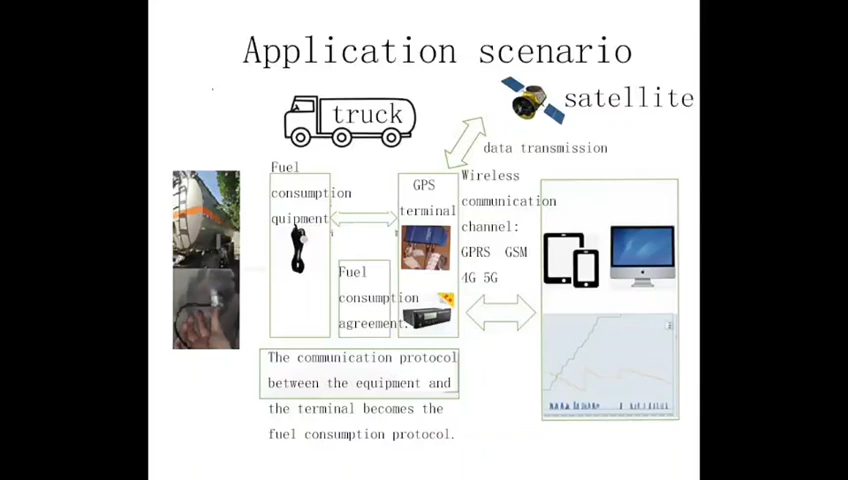 Application scenario
truck
satellite
data transmission
Fuel
consumption
quipment
GPS
terminal
Wireless
communication
channel:
GPRS GSM
4G 5G
Fuel
consumption
agreement.
The communication protocol
between the equipment and
the terminal becomes the
fuel consumption protocol.